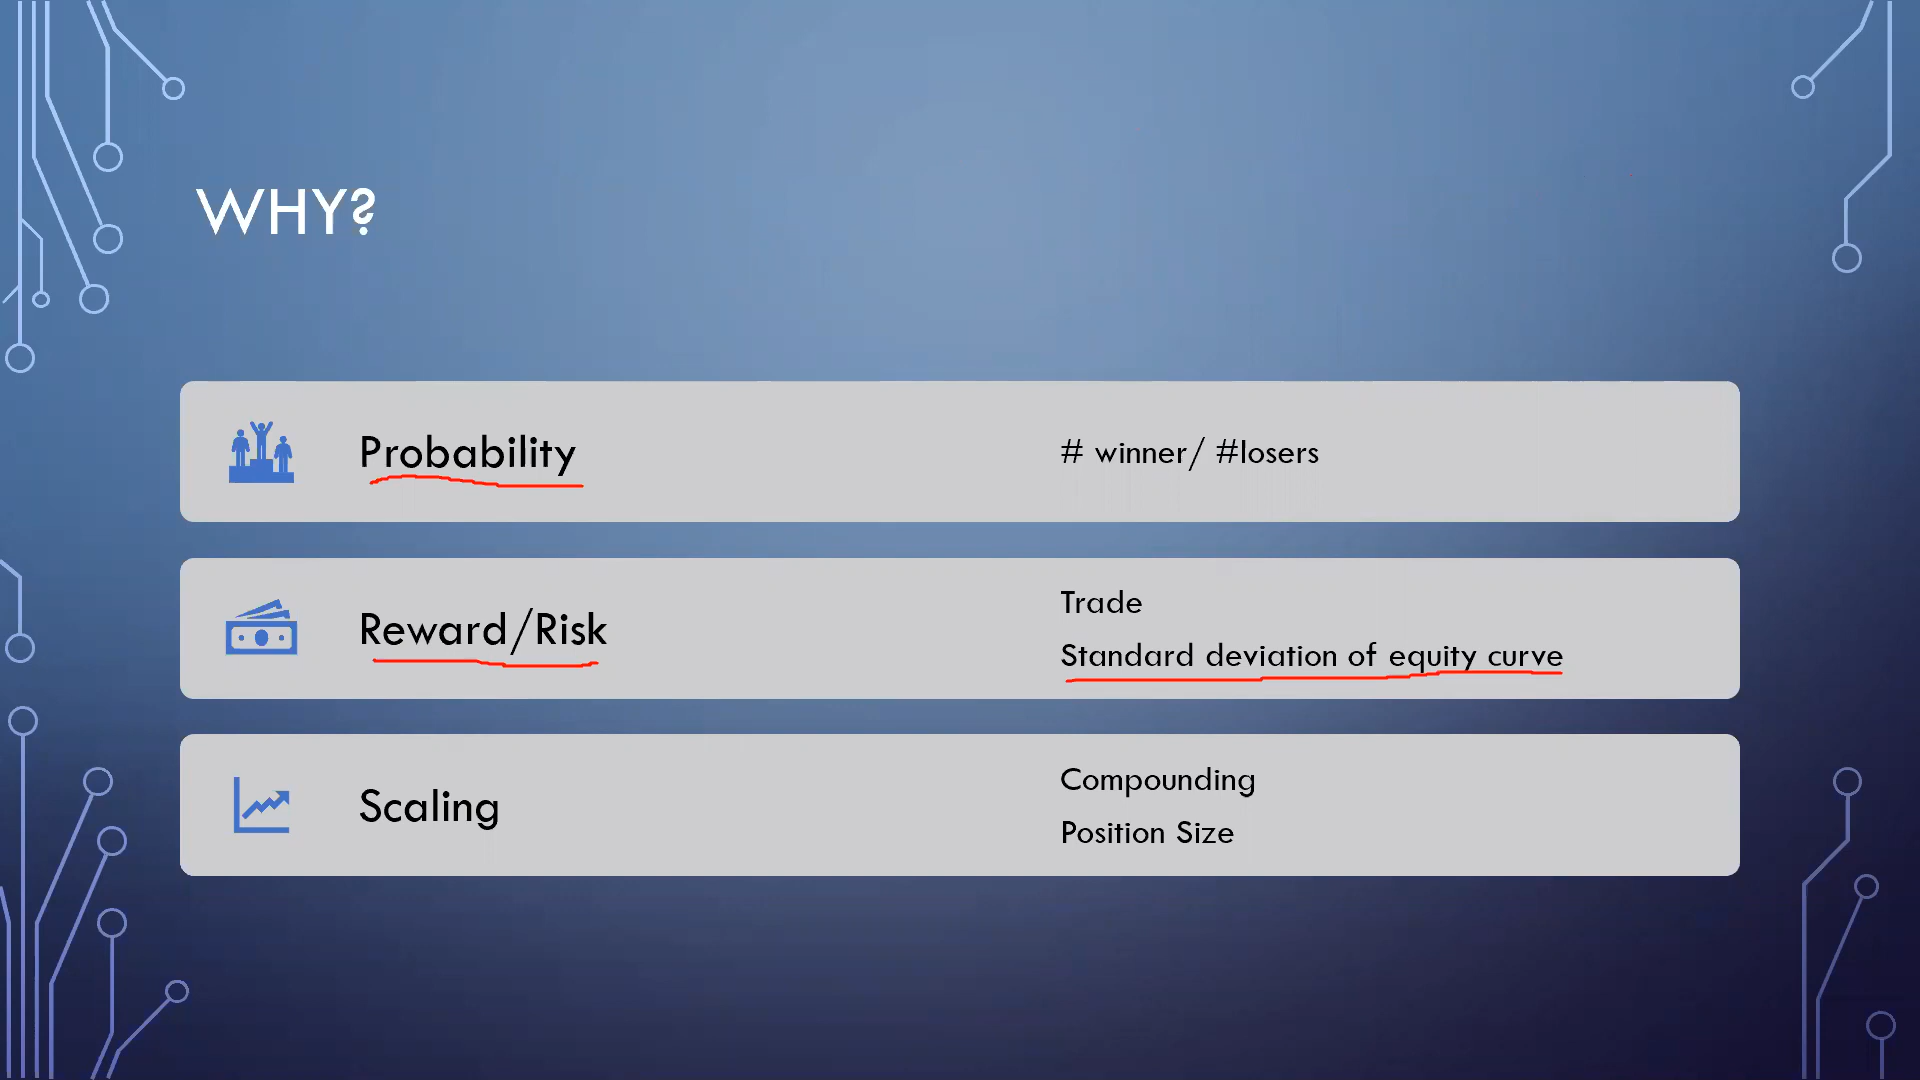 WHY?
Probability
# winner/ #losers
Reward/Risk
Trade
Standard deviation of equity curve
Scaling
Compounding
Position Size